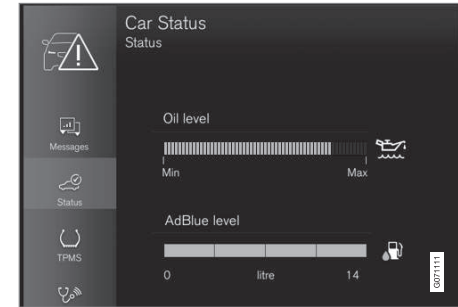 Car Status
Status
Messages
Status
TPMS
Oil level
Min
Max
AdBlue level
0
litre
14
G071111